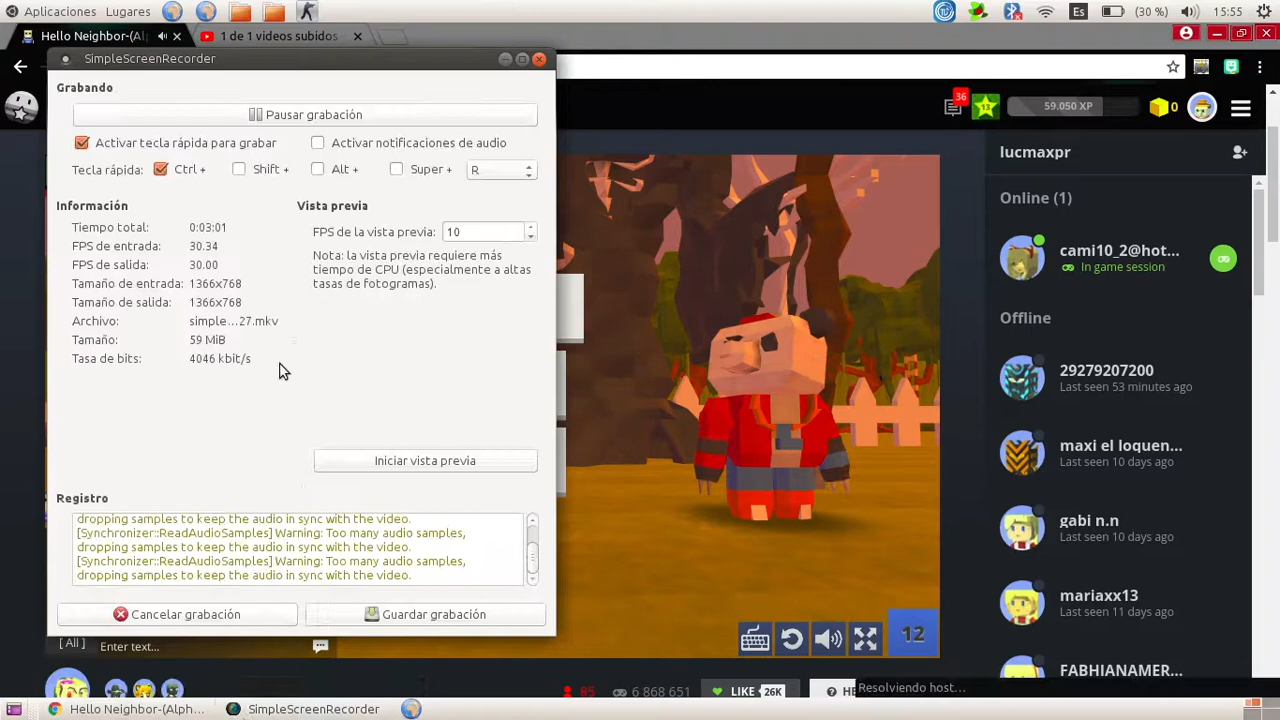 Aplicaciones Lugares
Es (30 %) 15:55
Hello Neighbor-(Al
1 de 1 videos subidos
SimpleScreenRecorder
Grabando
Pausar grabación
Activar tecla rápida para grabar
Activar notificaciones de audio
Tecla rápida: Ctrl + Shift + Alt + Super + R
Información
Tiempo total: 0:03:01
FPS de entrada: 30.34
FPS de salida: 30.00
Tamaño de entrada: 1366x768
Tamaño de salida: 1366x768
Archivo: simple...27.mkv
Tamaño: 59 MiB
Tasa de bits: 4046 kbit/s
Vista previa
FPS de la vista previa: 10
Nota: la vista previa requiere más
tiempo de CPU (especialmente a altas
tasas de fotogramas).
Iniciar vista previa
Registro
dropping samples to keep the audio in sync with the video.
[Synchronizer::ReadAudioSamples] Warning: Too many audio samples,
dropping samples to keep the audio in sync with the video.
[Synchronizer::ReadAudioSamples] Warning: Too many audio samples,
dropping samples to keep the audio in sync with the video.
Cancelar grabación
Guardar grabación
[ All ]
Enter text...
36
13
59.050 XP
0
lucmaxpr
Online (1)
cami10_2@hot...
In game session
Offline
29279207200
Last seen 53 minutes ago
maxi el loquen...
Last seen 10 days ago
gabi n.n
Last seen 10 days ago
mariaxx13
Last seen 11 days ago
FABHIANAMER...
12
85
6 868 651
LIKE 26K
? HE
Resolviendo host...
Hello Neighbor-(Alph...
SimpleScreenRecorder